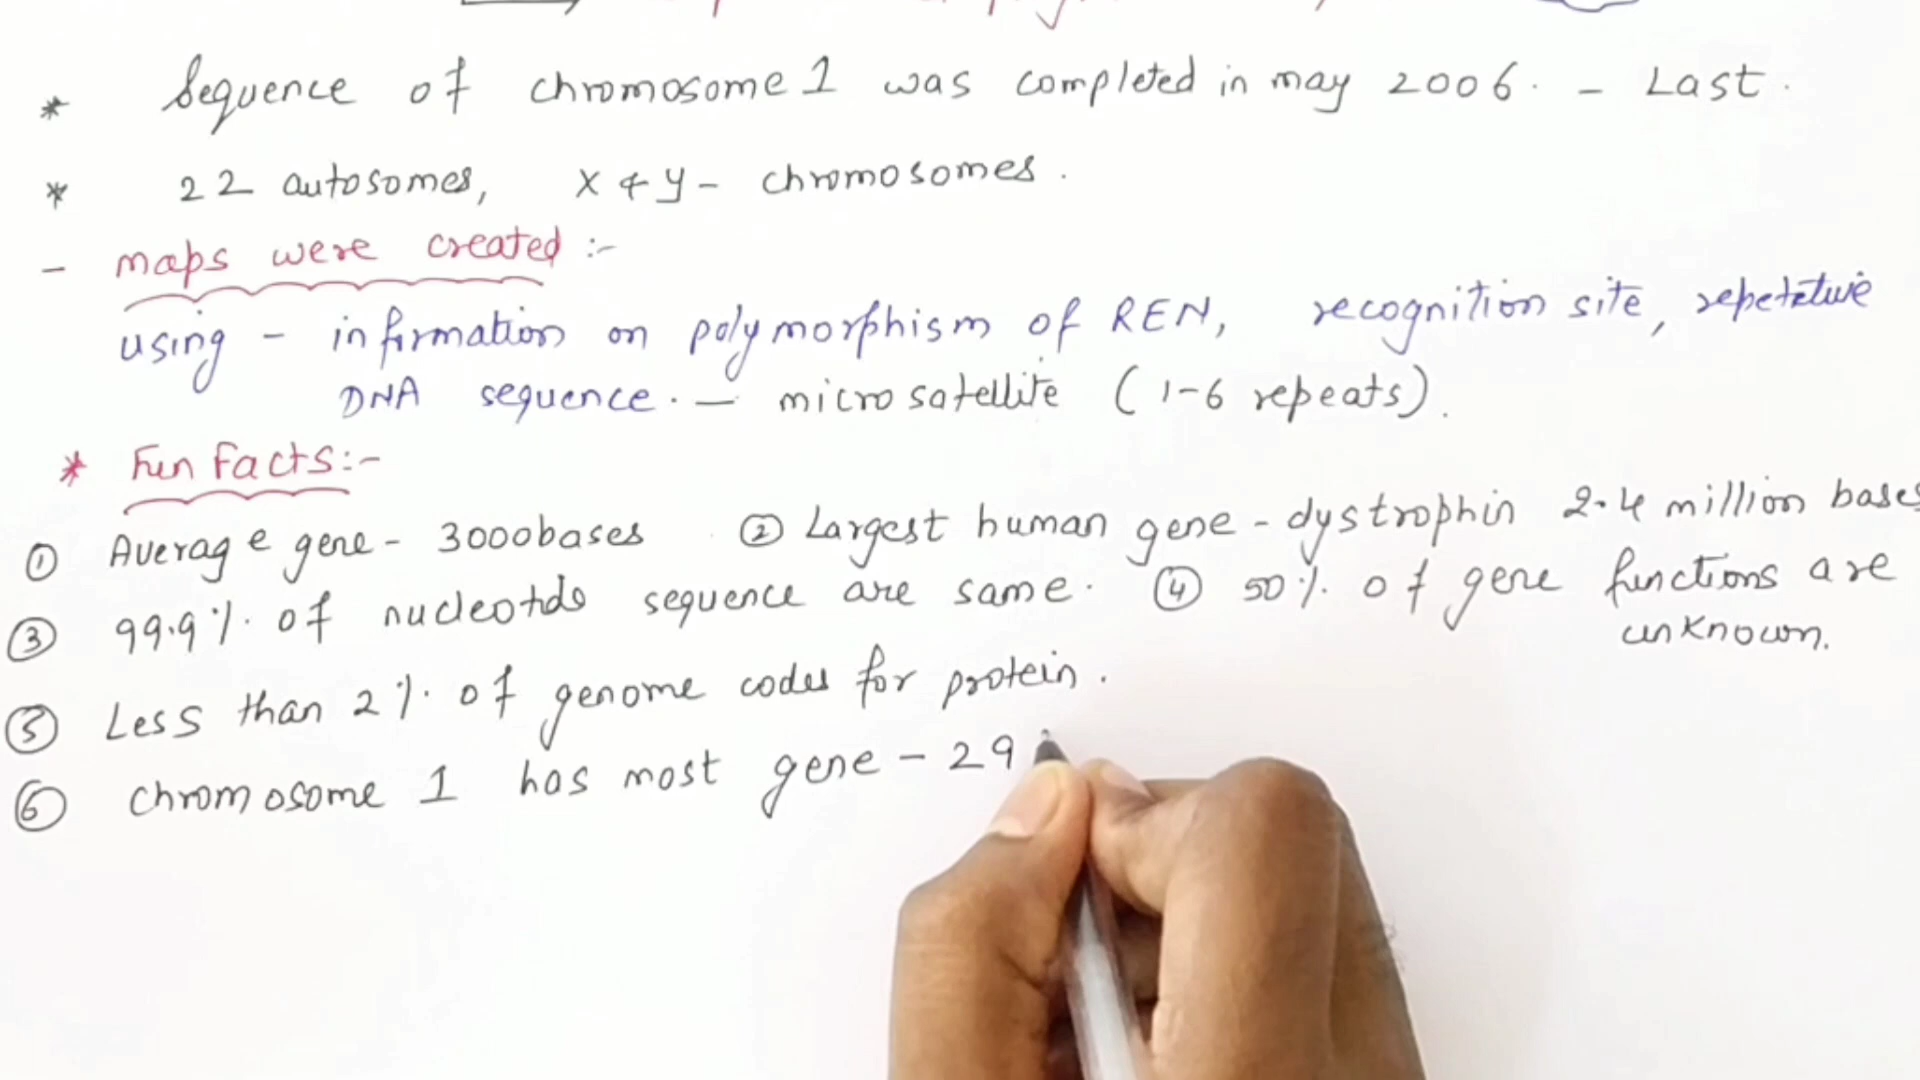 * Sequence of chromosome 1 was completed in may 2006. - Last.
* 22 autosomes, X & y - chromosomes.
- maps were created :-
using - information on polymorphism of REN, recognition site, repetative
DNA sequence. - microsatellite (1-6 repeats).
* Fun Facts:-
① Average gene - 3000bases ② Largest human gene - dystrophin 2.4 million bases
③ 99.9%. of nucleotide sequence are same. ④ 50%. of gene functions are
unknown.
⑤ Less than 2%. of genome codes for protein.
⑥ chromosome 1 has most gene - 29